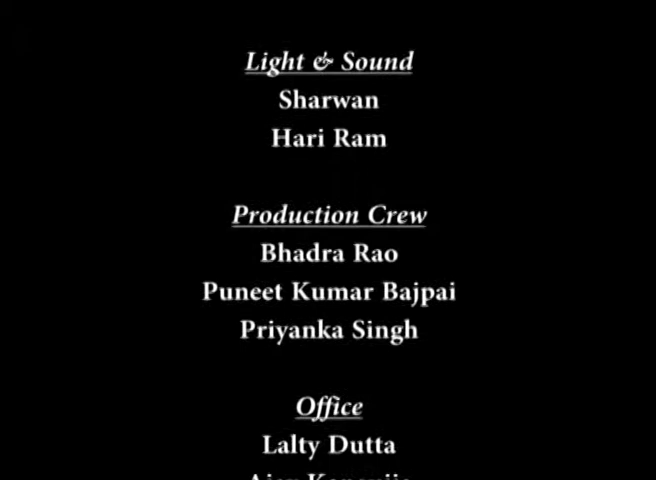 Light & Sound
Sharwan
Hari Ram
Production Crew
Bhadra Rao
Puneet Kumar Bajpai
Priyanka Singh
Office
Lalty Dutta